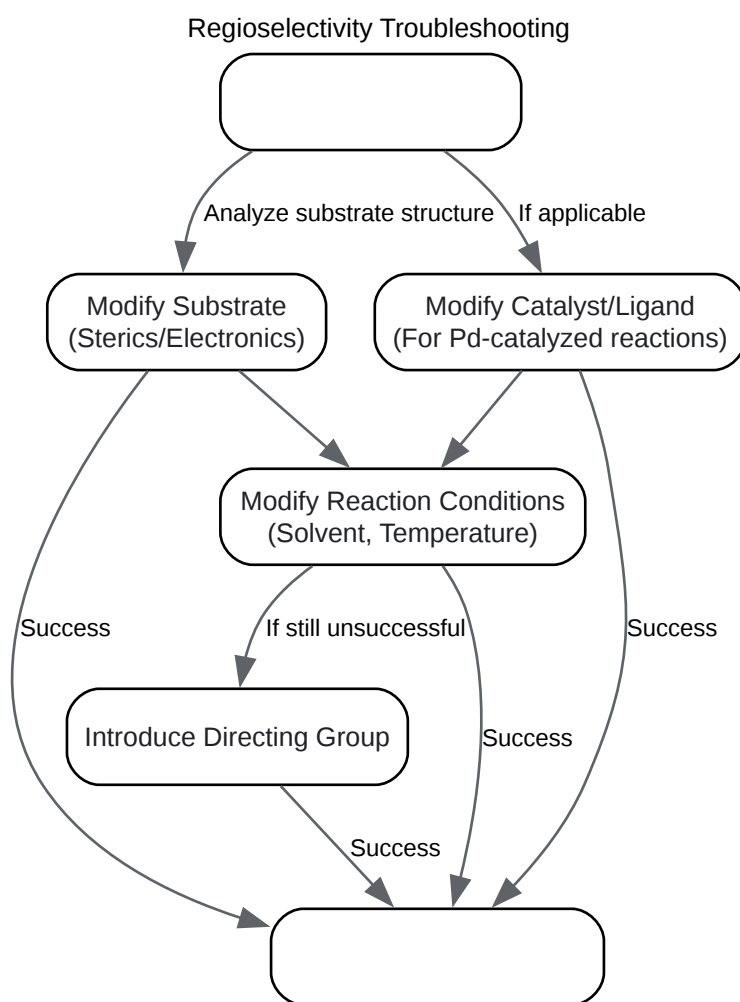 Regioselectivity Troubleshooting
Analyze substrate structure
If applicable
Modify Substrate
(Sterics/Electronics)
Modify Catalyst/Ligand
(For Pd-catalyzed reactions)
Modify Reaction Conditions
(Solvent, Temperature)
Success
If still unsuccessful
Success
Introduce Directing Group
Success
Success